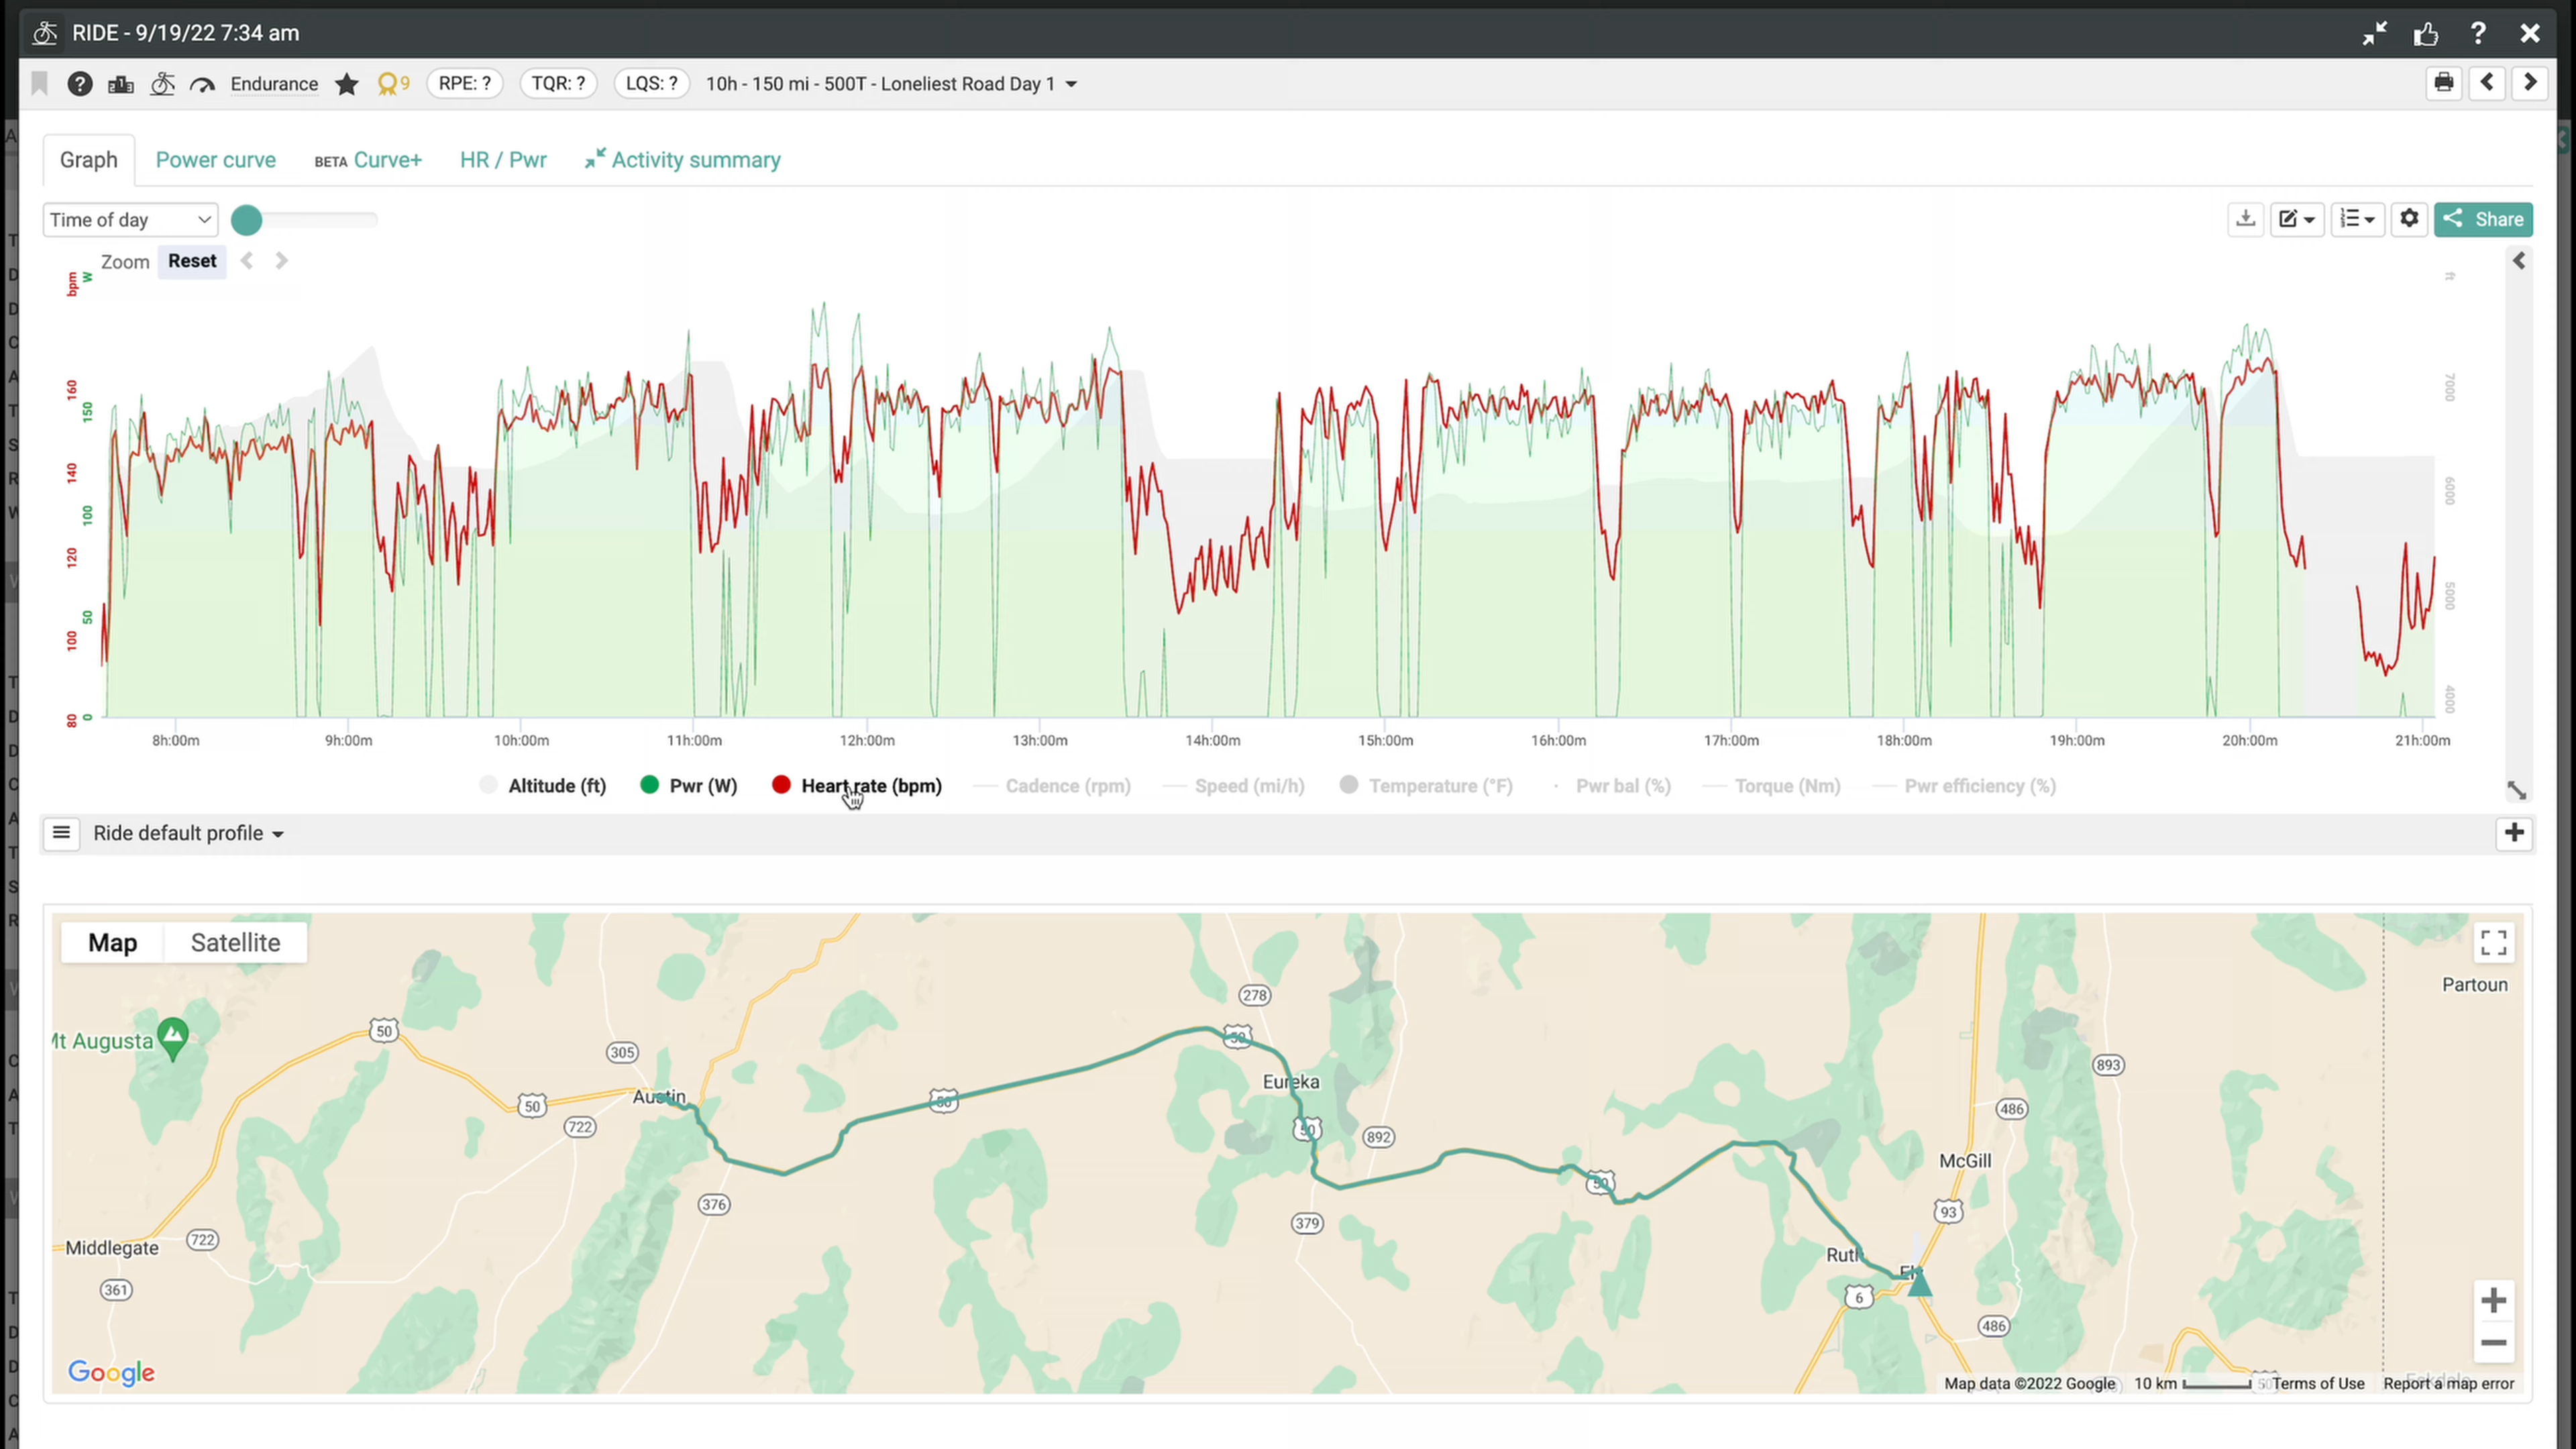 RIDE - 9/19/22 7:34 am
Endurance 9 RPE: ? TQR: ? LQS: ? 10h - 150 mi - 500T - Loneliest Road Day 1
Graph Power curve BETA Curve+ HR / Pwr Activity summary
Time of day
Share
Zoom Reset
bpm W ft
160 150 7000
140 100 6000
120 50 5000
100
80 0 4000
8h:00m 9h:00m 10h:00m 11h:00m 12h:00m 13h:00m 14h:00m 15h:00m 16h:00m 17h:00m 18h:00m 19h:00m 20h:00m 21h:00m
Altitude (ft) Pwr (W) Heart rate (bpm) Cadence (rpm) Speed (mi/h) Temperature (°F) Pwr bal (%) Torque (Nm) Pwr efficiency (%)
Ride default profile
Map Satellite
Partoun
278
50
50
Mt Augusta
305
893
Eureka
Austin
50
50
486
722
50
892
McGill
50
376
93
379
722
Middlegate
Ruth
Ely
361
6
486
Google
Map data ©2022 Google 10 km Terms of Use Report a map error